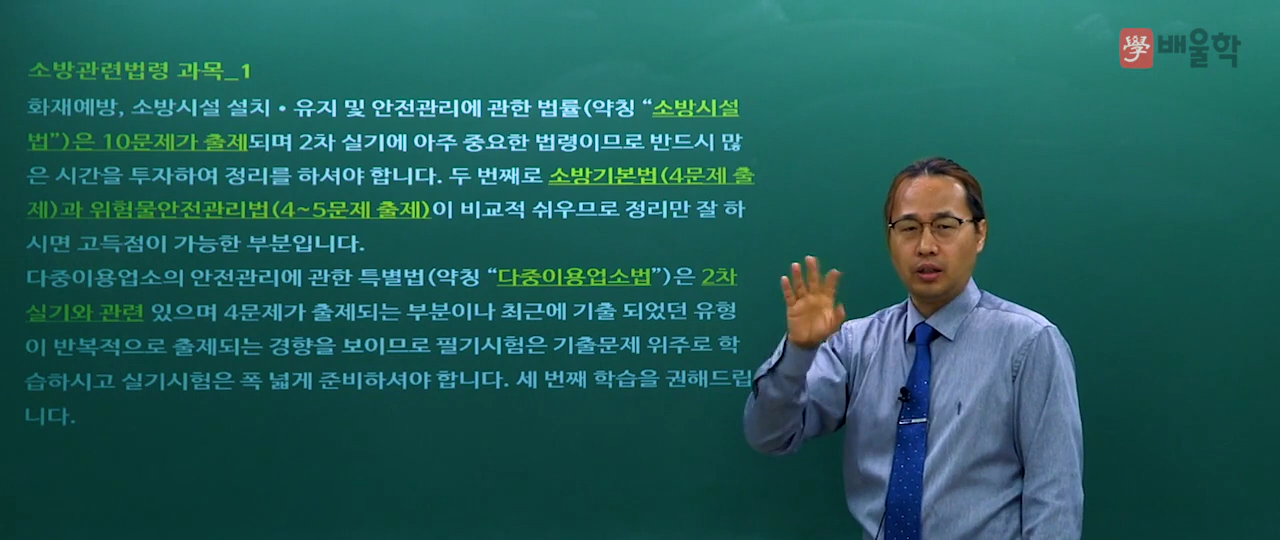 學 배울학
소방관련법령 과목_1
화재예방, 소방시설 설치 • 유지 및 안전관리에 관한 법률(약칭 “소방시설
법”)은 10문제가 출제되며 2차 실기에 아주 중요한 법령이므로 반드시 많
은 시간을 투자하여 정리를 하셔야 합니다. 두 번째로 소방기본법(4문제 출
제)과 위험물안전관리법(4~5문제 출제)이 비교적 쉬우므로 정리만 잘 하
시면 고득점이 가능한 부분입니다.
다중이용업소의 안전관리에 관한 특별법(약칭 “다중이용업소법”)은 2차
실기와 관련 있으며 4문제가 출제되는 부분이나 최근에 기출 되었던 유형
이 반복적으로 출제되는 경향을 보이므로 필기시험은 기출문제 위주로 학
습하시고 실기시험은 폭 넓게 준비하셔야 합니다. 세 번째 학습을 권해드립
니다.